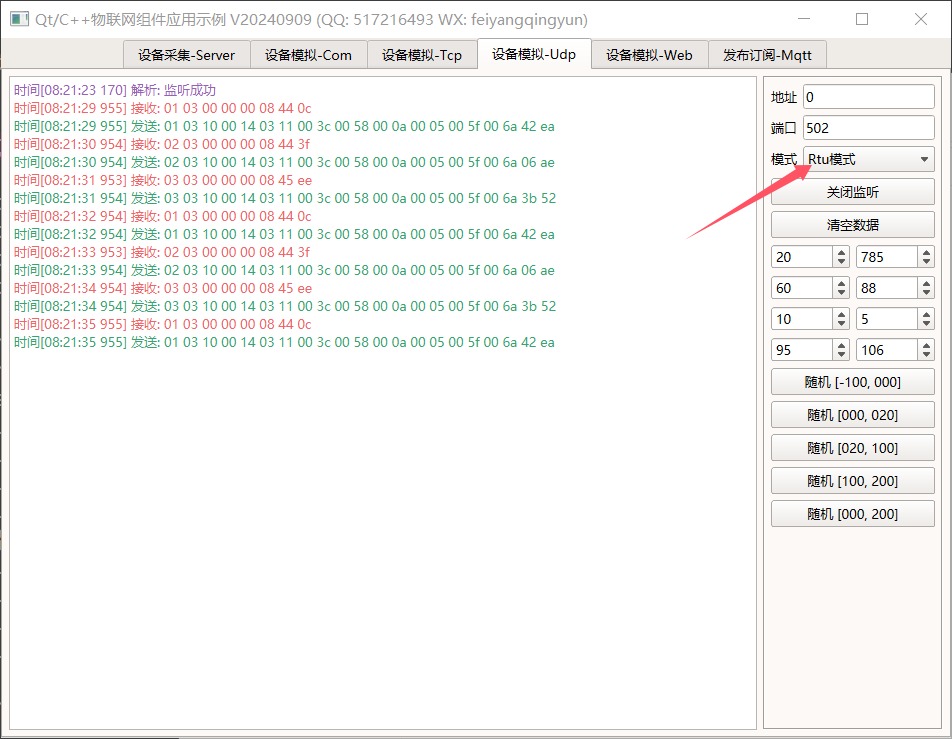 Qt/C++物联网组件应用示例 V20240909 (QQ: 517216493 WX: feiyangqingyun)
设备采集-Server 设备模拟-Com 设备模拟-Tcp 设备模拟-Udp 设备模拟-Web 发布订阅-Mqtt
时间[08:21:23 170] 解析: 监听成功
时间[08:21:29 955] 接收: 01 03 00 00 00 08 44 0c
时间[08:21:29 955] 发送: 01 03 10 00 14 03 11 00 3c 00 58 00 0a 00 05 00 5f 00 6a 42 ea
时间[08:21:30 954] 接收: 02 03 00 00 00 08 44 3f
时间[08:21:30 954] 发送: 02 03 10 00 14 03 11 00 3c 00 58 00 0a 00 05 00 5f 00 6a 06 ae
时间[08:21:31 953] 接收: 03 03 00 00 00 08 45 ee
时间[08:21:31 954] 发送: 03 03 10 00 14 03 11 00 3c 00 58 00 0a 00 05 00 5f 00 6a 3b 52
时间[08:21:32 954] 接收: 01 03 00 00 00 08 44 0c
时间[08:21:32 954] 发送: 01 03 10 00 14 03 11 00 3c 00 58 00 0a 00 05 00 5f 00 6a 42 ea
时间[08:21:33 953] 接收: 02 03 00 00 00 08 44 3f
时间[08:21:33 954] 发送: 02 03 10 00 14 03 11 00 3c 00 58 00 0a 00 05 00 5f 00 6a 06 ae
时间[08:21:34 954] 接收: 03 03 00 00 00 08 45 ee
时间[08:21:34 954] 发送: 03 03 10 00 14 03 11 00 3c 00 58 00 0a 00 05 00 5f 00 6a 3b 52
时间[08:21:35 955] 接收: 01 03 00 00 00 08 44 0c
时间[08:21:35 955] 发送: 01 03 10 00 14 03 11 00 3c 00 58 00 0a 00 05 00 5f 00 6a 42 ea
地址 0
端口 502
模式 Rtu模式
关闭监听
清空数据
20 785
60 88
10 5
95 106
随机 [-100, 000]
随机 [000, 020]
随机 [020, 100]
随机 [100, 200]
随机 [000, 200]